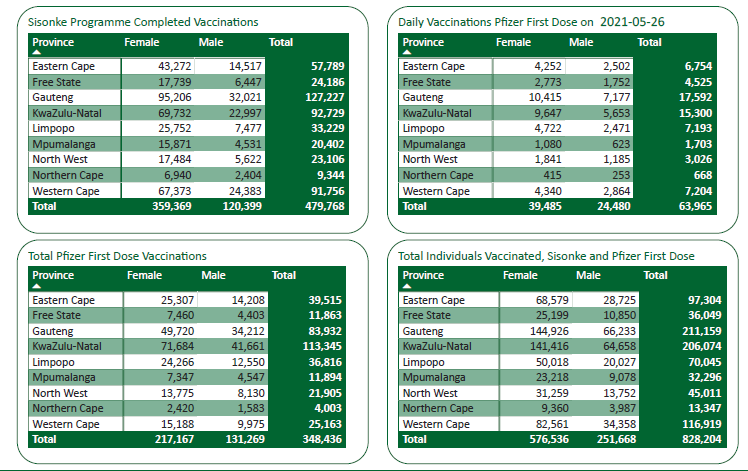 Sisonke Programme Completed Vaccinations
Province Female Male Total
Eastern Cape 43,272 14,517 57,789
Free State 17,739 6,447 24,186
Gauteng 95,206 32,021 127,227
KwaZulu-Natal 69,732 22,997 92,729
Limpopo 25,752 7,477 33,229
Mpumalanga 15,871 4,531 20,402
North West 17,484 5,622 23,106
Northern Cape 6,940 2,404 9,344
Western Cape 67,373 24,383 91,756
Total 359,369 120,399 479,768
Daily Vaccinations Pfizer First Dose on 2021-05-26
Province Female Male Total
Eastern Cape 4,252 2,502 6,754
Free State 2,773 1,752 4,525
Gauteng 10,415 7,177 17,592
KwaZulu-Natal 9,647 5,653 15,300
Limpopo 4,722 2,471 7,193
Mpumalanga 1,080 623 1,703
North West 1,841 1,185 3,026
Northern Cape 415 253 668
Western Cape 4,340 2,864 7,204
Total 39,485 24,480 63,965
Total Pfizer First Dose Vaccinations
Province Female Male Total
Eastern Cape 25,307 14,208 39,515
Free State 7,460 4,403 11,863
Gauteng 49,720 34,212 83,932
KwaZulu-Natal 71,684 41,661 113,345
Limpopo 24,266 12,550 36,816
Mpumalanga 7,347 4,547 11,894
North West 13,775 8,130 21,905
Northern Cape 2,420 1,583 4,003
Western Cape 15,188 9,975 25,163
Total 217,167 131,269 348,436
Total Individuals Vaccinated, Sisonke and Pfizer First Dose
Province Female Male Total
Eastern Cape 68,579 28,725 97,304
Free State 25,199 10,850 36,049
Gauteng 144,926 66,233 211,159
KwaZulu-Natal 141,416 64,658 206,074
Limpopo 50,018 20,027 70,045
Mpumalanga 23,218 9,078 32,296
North West 31,259 13,752 45,011
Northern Cape 9,360 3,987 13,347
Western Cape 82,561 34,358 116,919
Total 576,536 251,668 828,204